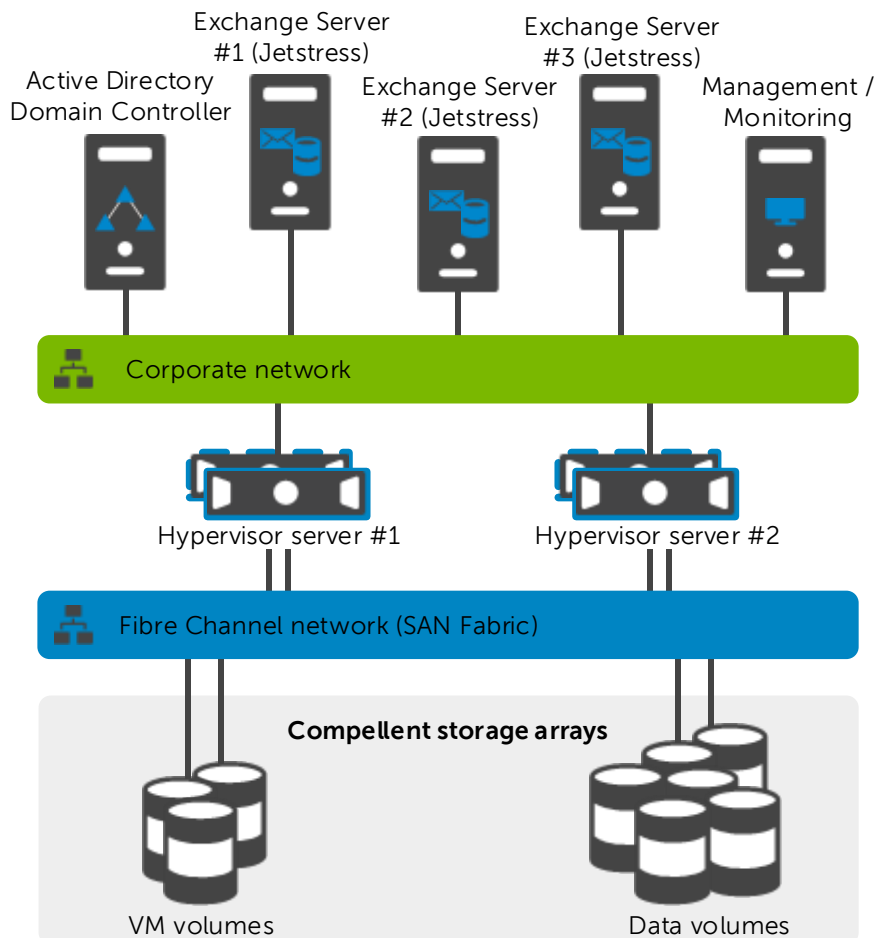 Exchange Server
#1 (Jetstress)
Exchange Server
#3 (Jetstress)
Active Directory
Domain Controller
Exchange Server
#2 (Jetstress)
Management /
Monitoring
Corporate network
Hypervisor server #1
Hypervisor server #2
Fibre Channel network (SAN Fabric)
Compellent storage arrays
VM volumes
Data volumes